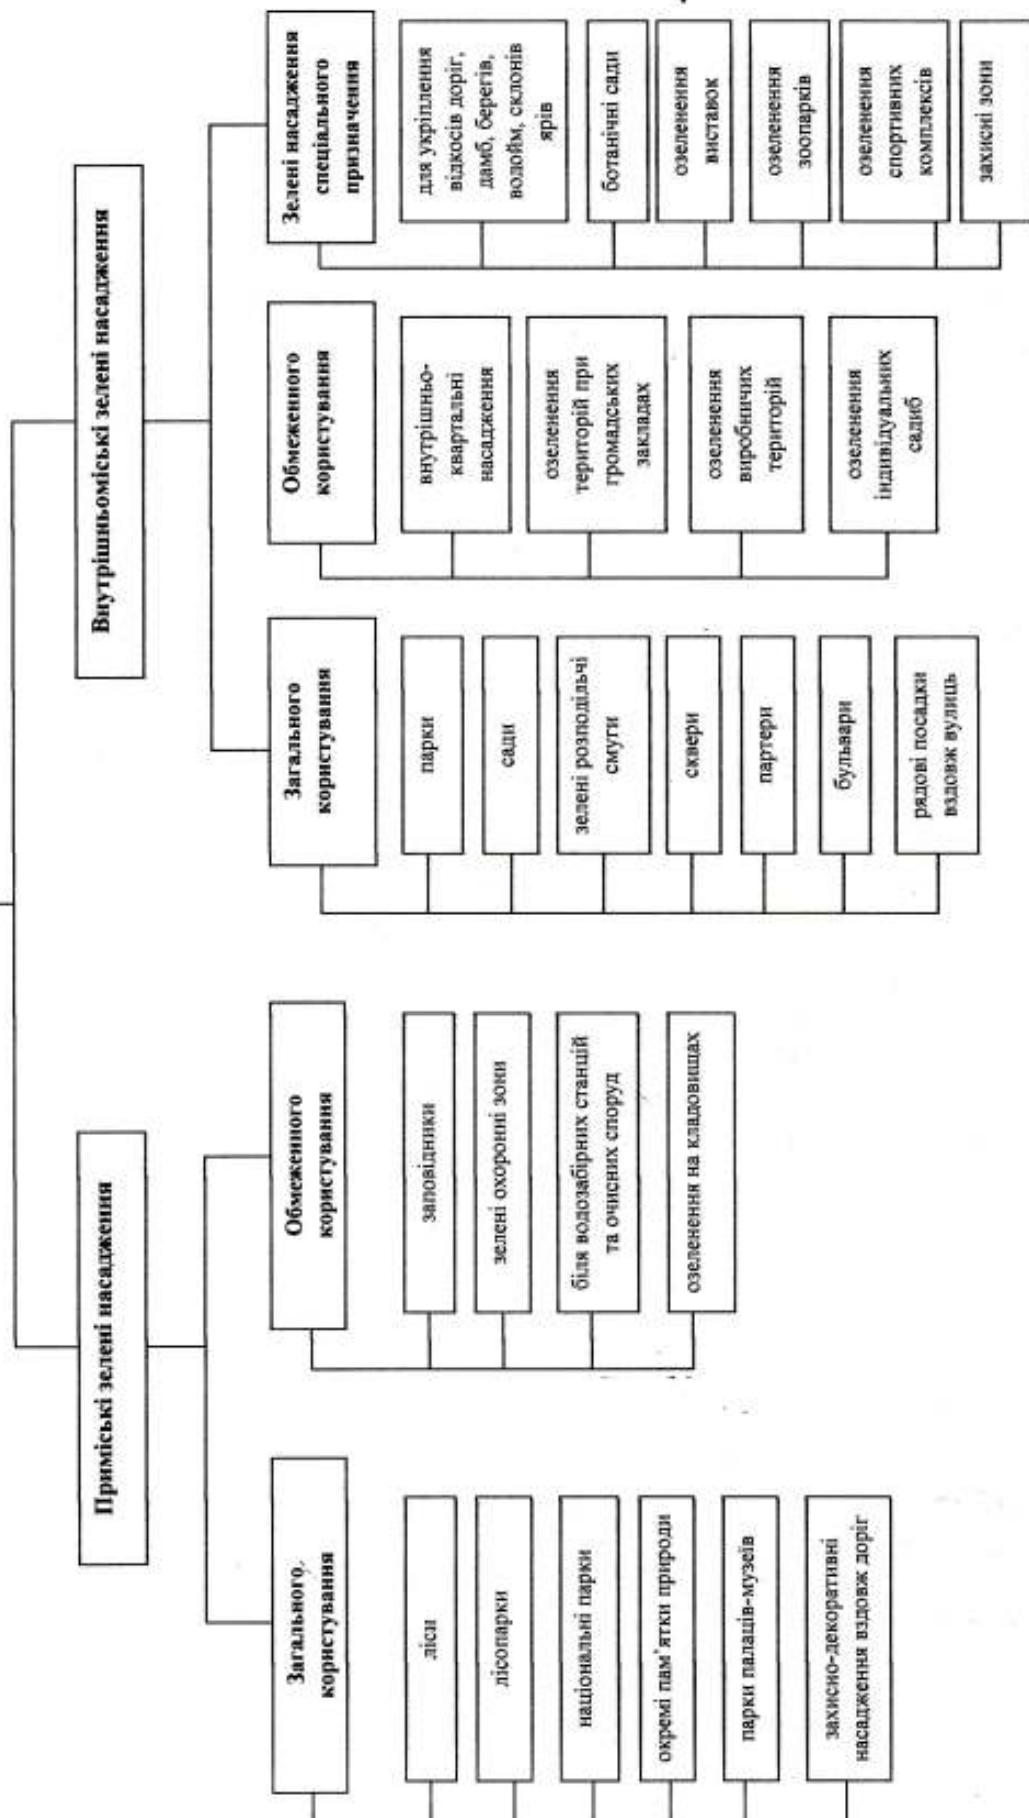 Приміські зелені насадження
Внутрішньоміські зелені насадження
Загального
користування
ліси
лісопарки
національні парки
окремі пам'ятки природи
парки палаців-музеїв
захисно-декоративні
насадження вздовж доріг
Обмеженного
користування
заповідники
зелені охоронні зони
біля водозабірних станцій
та очисних споруд
озеленення на кладовищах
Загального
користування
парки
сади
зелені розподільчі
смуги
сквери
партери
бульвари
рядові посадки
вздовж вулиць
Обмеженного
користування
внутрішньо-
квартальні
насадження
озеленення
територій при
громадських
закладах
озеленення
виробничих
територій
озеленення
індивідуальних
садиб
Зелені насадження
спеціального
призначення
для укріплення
відкосів доріг,
дамб, берегів,
водойм, склонів
ярів
ботанічні сади
озеленення
виставок
озеленення
зоопарків
озеленення
спортивних
комплексів
захисні зони